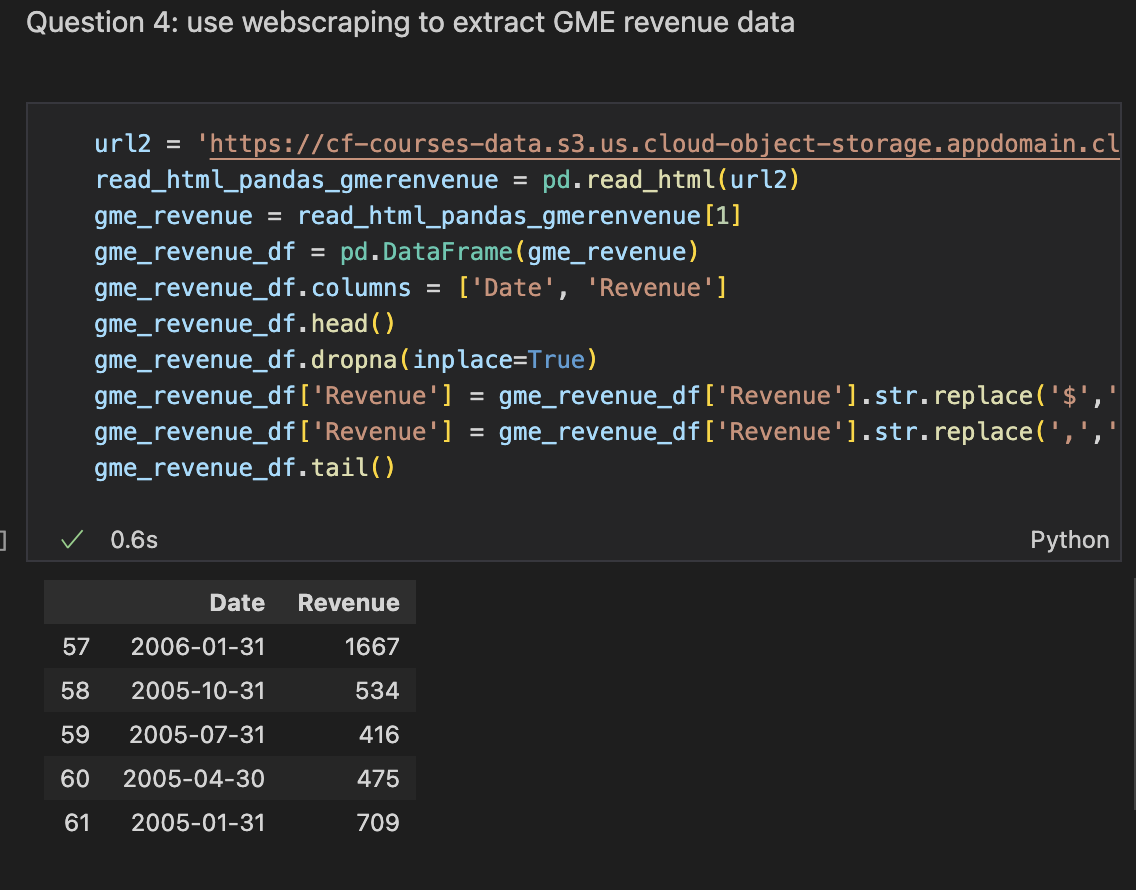 Question 4: use webscraping to extract GME revenue data
url2 = 'https://cf-courses-data.s3.us.cloud-object-storage.appdomain.cl
read_html_pandas_gmerenvenue = pd.read_html(url2)
gme_revenue = read_html_pandas_gmerenvenue[1]
gme_revenue_df = pd.DataFrame(gme_revenue)
gme_revenue_df.columns = ['Date', 'Revenue']
gme_revenue_df.head()
gme_revenue_df.dropna(inplace=True)
gme_revenue_df['Revenue'] = gme_revenue_df['Revenue'].str.replace('$','
gme_revenue_df['Revenue'] = gme_revenue_df['Revenue'].str.replace(',','
gme_revenue_df.tail()
] ✓ 0.6s Python
Date Revenue
57 2006-01-31 1667
58 2005-10-31 534
59 2005-07-31 416
60 2005-04-30 475
61 2005-01-31 709